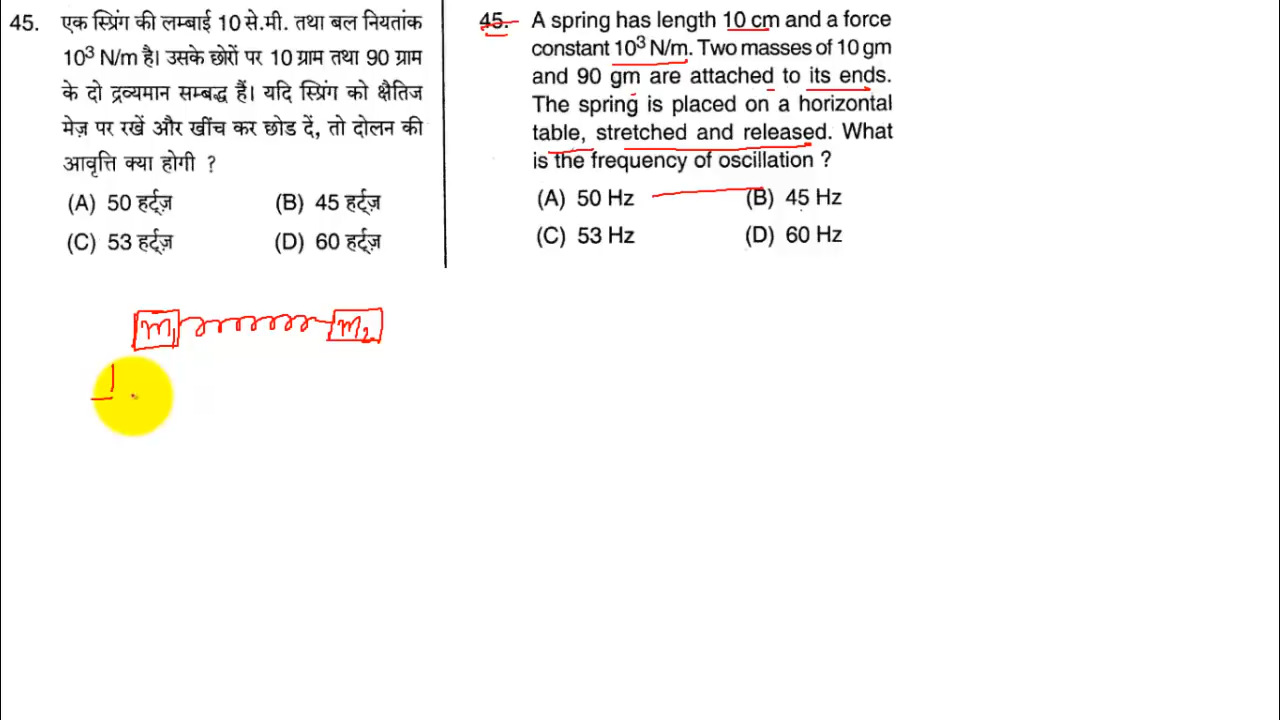 45. एक स्प्रिंग की लम्बाई 10 से.मी. तथा बल नियतांक
10³ N/m है। उसके छोरों पर 10 ग्राम तथा 90 ग्राम
के दो द्रव्यमान सम्बद्ध हैं। यदि स्प्रिंग को क्षैतिज
मेज़ पर रखें और खींच कर छोड दें, तो दोलन की
आवृत्ति क्या होगी ?
(A) 50 हर्ट्ज़ (B) 45 हर्ट्ज़
(C) 53 हर्ट्ज़ (D) 60 हर्ट्ज़
45. A spring has length 10 cm and a force
constant 10³ N/m. Two masses of 10 gm
and 90 gm are attached to its ends.
The spring is placed on a horizontal
table, stretched and released. What
is the frequency of oscillation ?
(A) 50 Hz (B) 45 Hz
(C) 53 Hz (D) 60 Hz
m₁ m₂